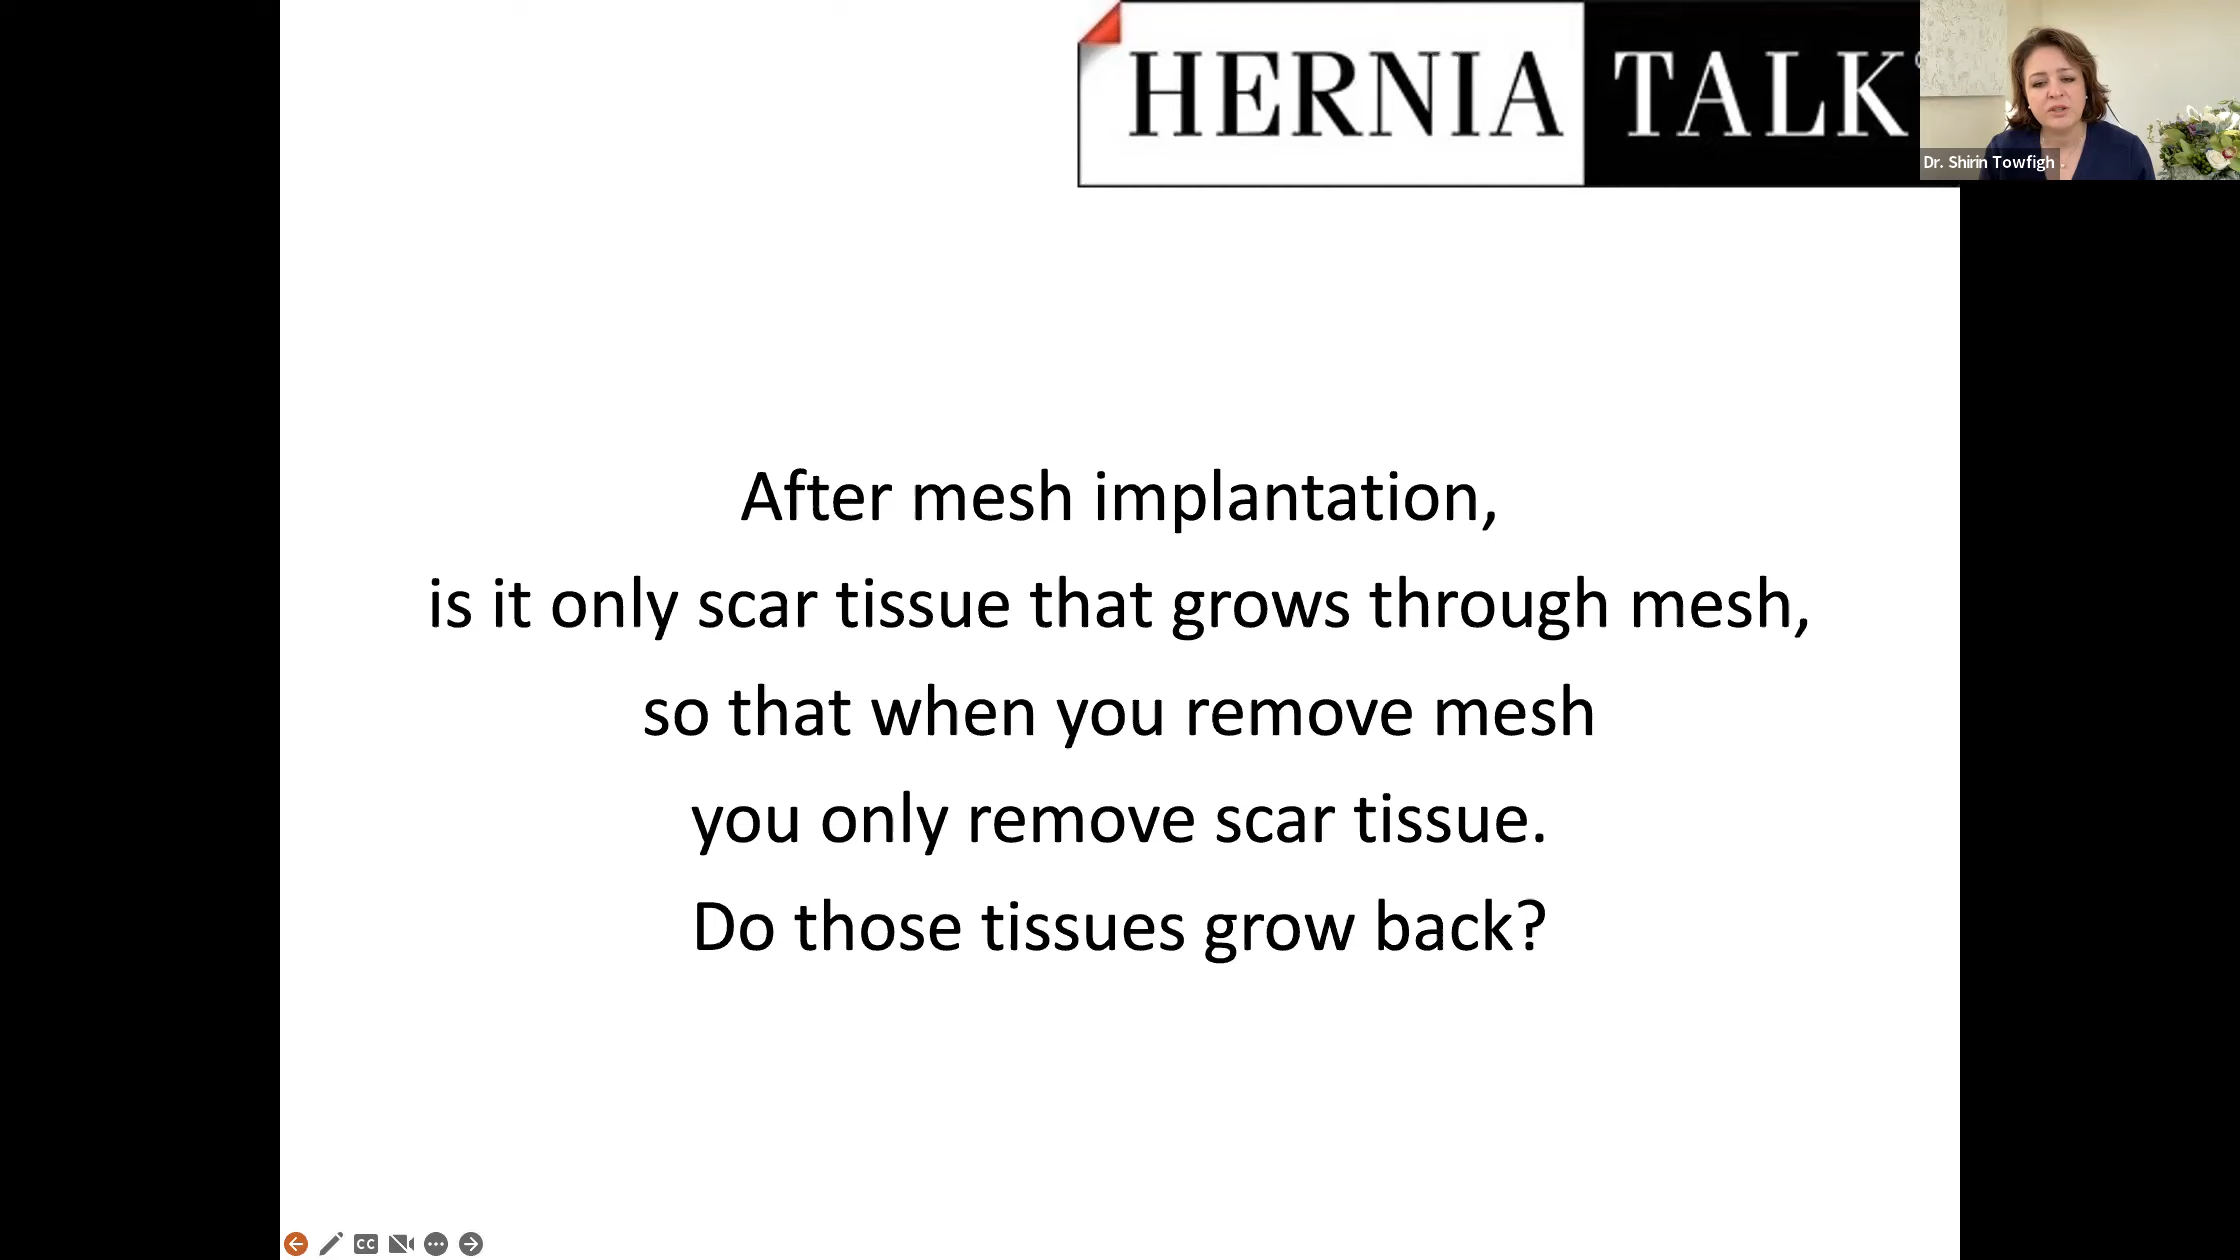 HERNIA TALK
Dr. Shirin Towfigh
After mesh implantation,
is it only scar tissue that grows through mesh,
so that when you remove mesh
you only remove scar tissue.
Do those tissues grow back?
CC